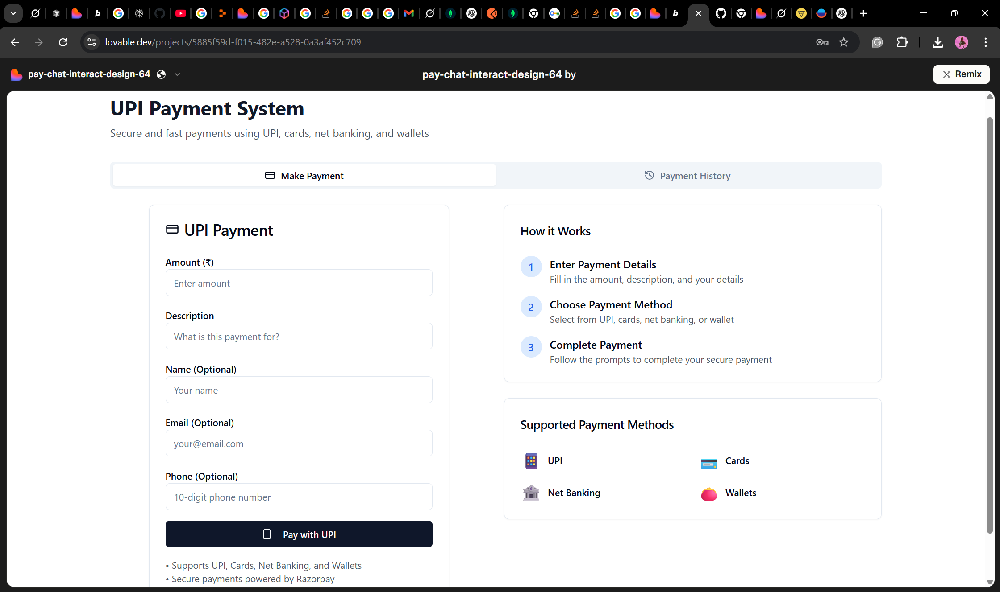 lovable.dev/projects/5885f59d-f015-482e-a528-0a3af452c709
pay-chat-interact-design-64
pay-chat-interact-design-64 by
Remix
UPI Payment System
Secure and fast payments using UPI, cards, net banking, and wallets
Make Payment
Payment History
UPI Payment
Amount (₹)
Enter amount
Description
What is this payment for?
Name (Optional)
Your name
Email (Optional)
your@email.com
Phone (Optional)
10-digit phone number
Pay with UPI
• Supports UPI, Cards, Net Banking, and Wallets
• Secure payments powered by Razorpay
How it Works
1
Enter Payment Details
Fill in the amount, description, and your details
2
Choose Payment Method
Select from UPI, cards, net banking, or wallet
3
Complete Payment
Follow the prompts to complete your secure payment
Supported Payment Methods
UPI
Cards
Net Banking
Wallets